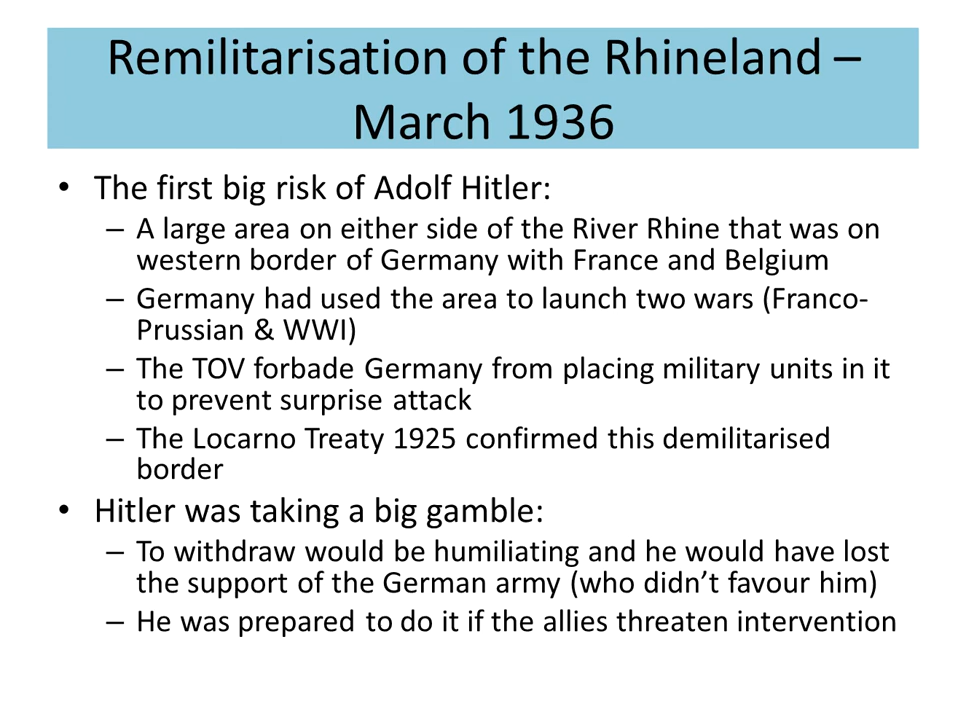 Remilitarisation of the Rhineland –
March 1936
• The first big risk of Adolf Hitler:
– A large area on either side of the River Rhine that was on
western border of Germany with France and Belgium
– Germany had used the area to launch two wars (Franco-
Prussian & WWI)
– The TOV forbade Germany from placing military units in it
to prevent surprise attack
– The Locarno Treaty 1925 confirmed this demilitarised
border
• Hitler was taking a big gamble:
– To withdraw would be humiliating and he would have lost
the support of the German army (who didn’t favour him)
– He was prepared to do it if the allies threaten intervention